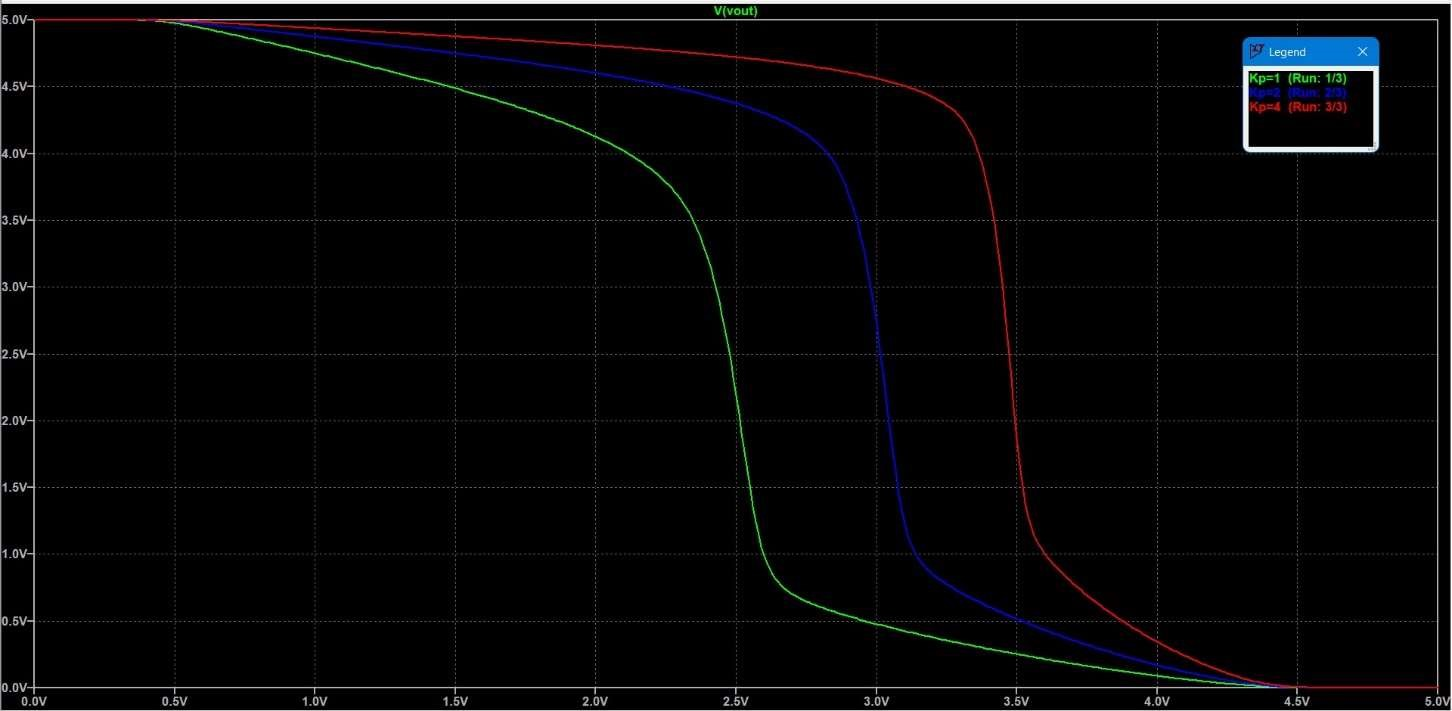 V(vout)
5.0V
4.5V
4.0V
3.5V
3.0V
2.5V
2.0V
1.5V
1.0V
0.5V
0.0V
Legend
Kp=1 (Run: 1/3)
Kp=2 (Run: 2/3)
Kp=4 (Run: 3/3)
0.0V 0.5V 1.0V 1.5V 2.0V 2.5V 3.0V 3.5V 4.0V 4.5V 5.0V